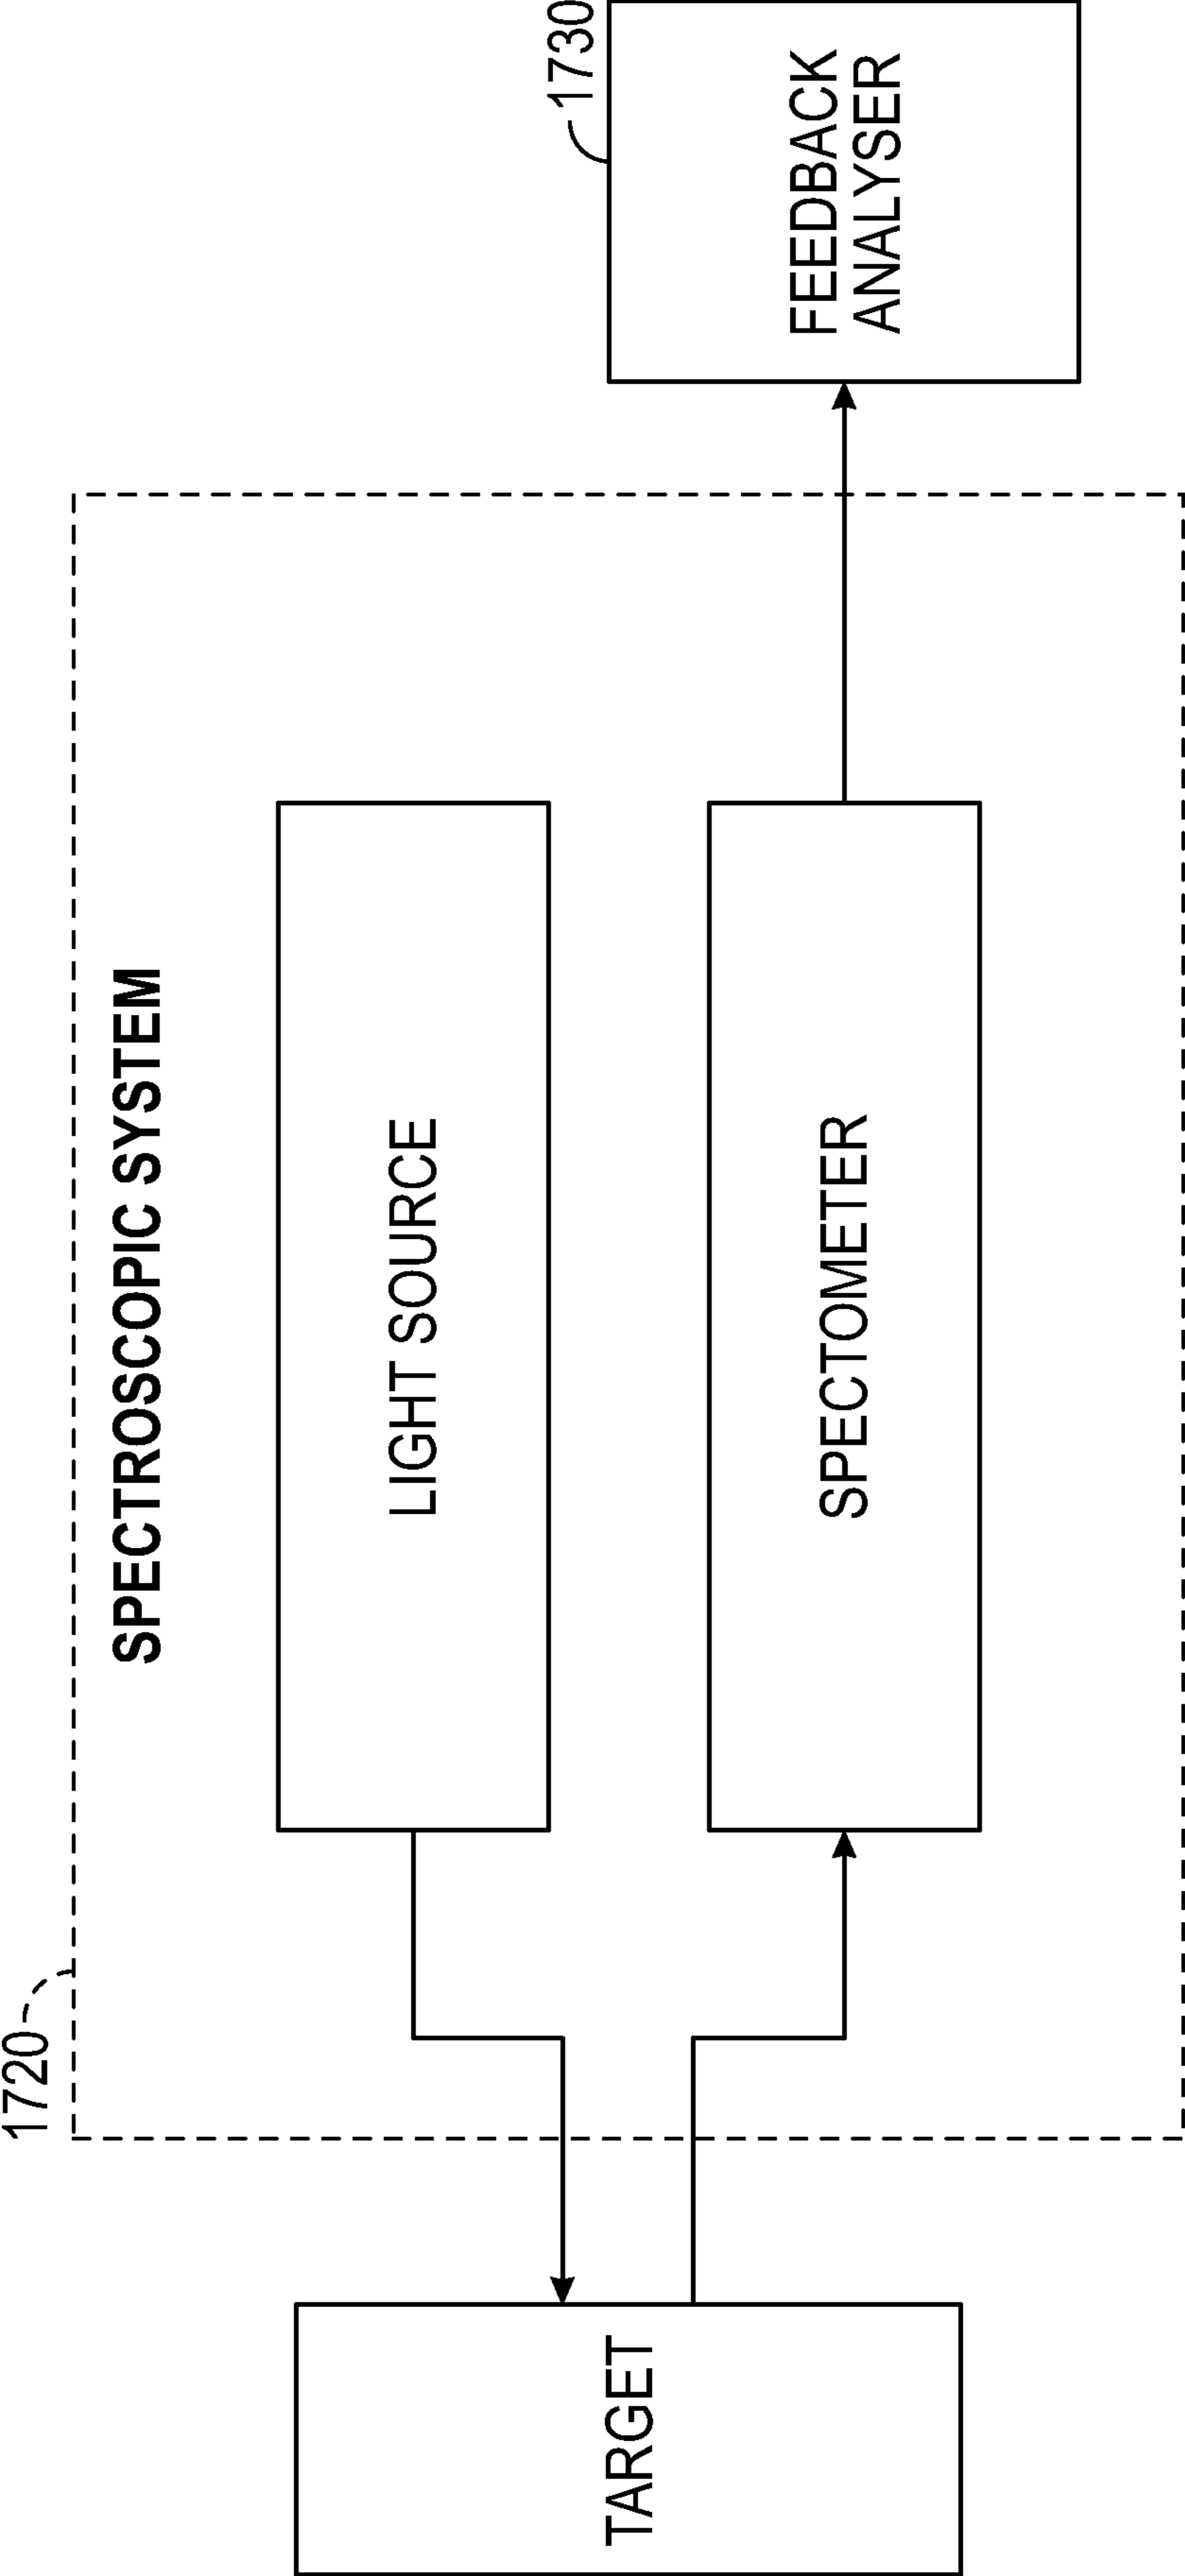 1720
SPECTROSCOPIC SYSTEM
TARGET
LIGHT SOURCE
SPECTOMETER
1730
FEEDBACK
ANALYSER